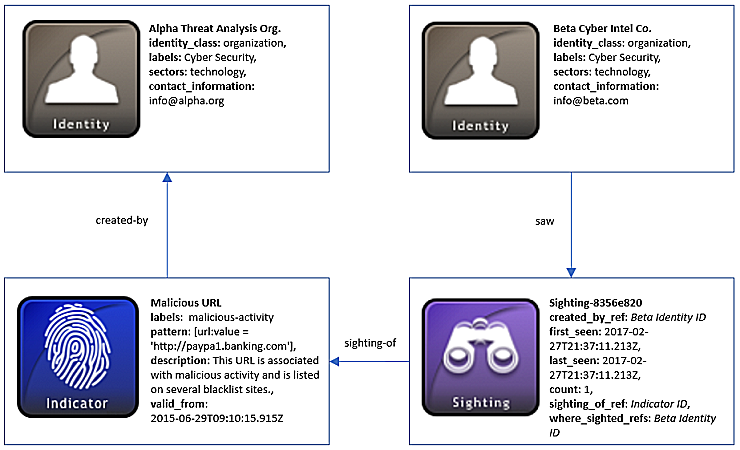 Identity
Alpha Threat Analysis Org.
identity_class: organization,
labels: Cyber Security,
sectors: technology,
contact_information:
info@alpha.org
Identity
Beta Cyber Intel Co.
identity_class: organization,
labels: Cyber Security,
sectors: technology,
contact_information:
info@beta.com
created-by
saw
Indicator
Malicious URL
labels: malicious-activity
pattern: [url:value =
'http://paypa1.banking.com'],
description: This URL is associated
with malicious activity and is listed
on several blacklist sites.,
valid_from:
2015-06-29T09:10:15.915Z
sighting-of
Sighting
Sighting-8356e820
created_by_ref: Beta Identity ID
first_seen: 2017-02-
27T21:37:11.213Z,
last_seen: 2017-02-
27T21:37:11.213Z,
count: 1,
sighting_of_ref: Indicator ID,
where_sighted_refs: Beta Identity
ID